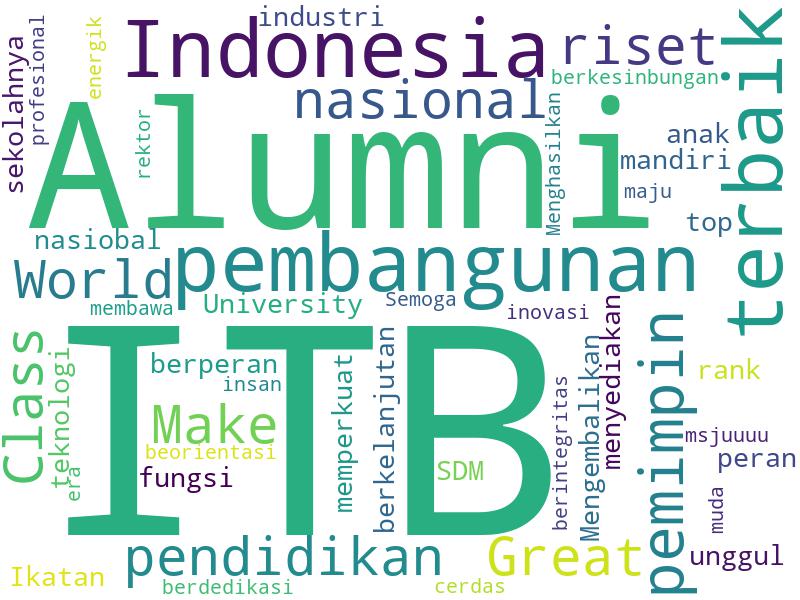 industri
Indonesia
riset
terbaik
sekolahnya
profesional
energik
berkesinbungan
nasional
Alumni
rektor
Menghasilkan
anak
mandiri
maju
top
nasiobal
pembangunan
World
membawa
University
Semoga
inovasi
Class
teknologi
era
ITB
berperan
insan
Make
beorientasi
fungsi
memperkuat
berkelanjutan
SDM
berintegritas
Mengembalikan
menyediakan
pemimpin
rank
msjuuuu
peran
muda
unggul
pendidikan
Great
Ikatan
berdedikasi
cerdas